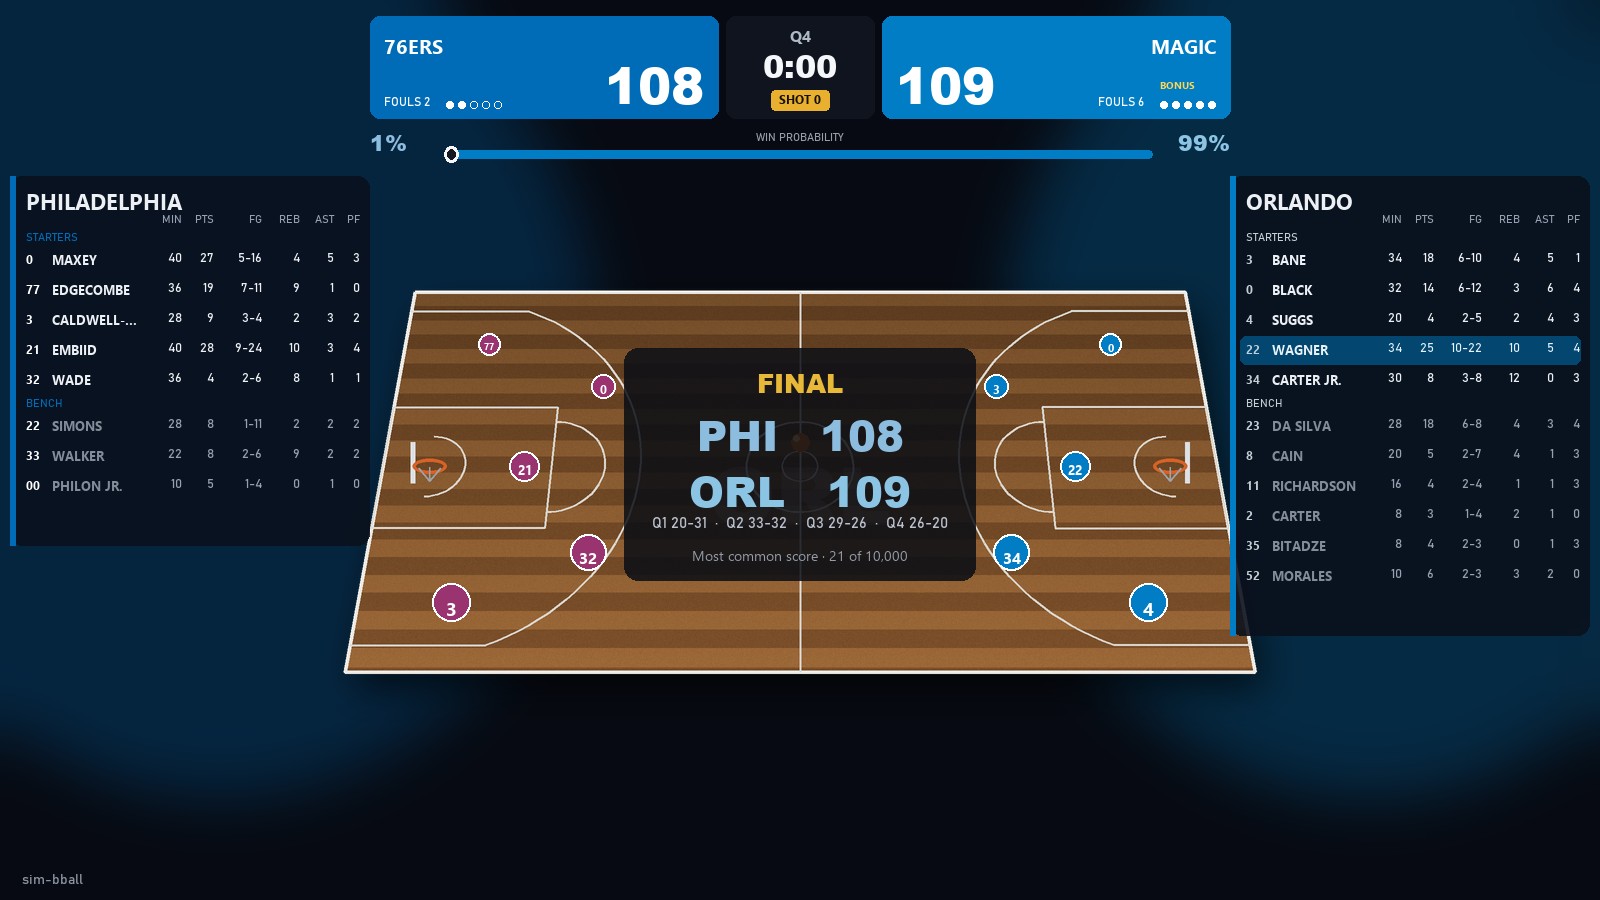 76ERS
108
FOULS 2
Q4
0:00
SHOT 0
MAGIC
109
BONUS
FOULS 6
WIN PROBABILITY
1%
99%
PHILADELPHIA
MIN PTS FG REB AST PF
STARTERS
0 MAXEY 40 27 5-16 4 5 3
77 EDGECOMBE 36 19 7-11 9 1 0
3 CALDWELL-... 28 9 3-4 2 3 2
21 EMBIID 40 28 9-24 10 3 4
32 WADE 36 4 2-6 8 1 1
BENCH
22 SIMONS 28 8 1-11 2 2 2
33 WALKER 22 8 2-6 9 2 2
00 PHILON JR. 10 5 1-4 0 1 0
ORLANDO
MIN PTS FG REB AST PF
STARTERS
3 BANE 34 18 6-10 4 5 1
0 BLACK 32 14 6-12 3 6 4
4 SUGGS 20 4 2-5 2 4 3
22 WAGNER 34 25 10-22 10 5 4
34 CARTER JR. 30 8 3-8 12 0 3
BENCH
23 DA SILVA 28 18 6-8 4 3 4
8 CAIN 20 5 2-7 4 1 3
11 RICHARDSON 16 4 2-4 1 1 3
2 CARTER 8 3 1-4 2 1 0
35 BITADZE 8 4 2-3 0 1 3
52 MORALES 10 6 2-3 3 2 0
77
0
21
32
3
0
3
22
34
4
FINAL
PHI 108
ORL 109
Q1 20-31 · Q2 33-32 · Q3 29-26 · Q4 26-20
Most common score · 21 of 10,000
sim-bball